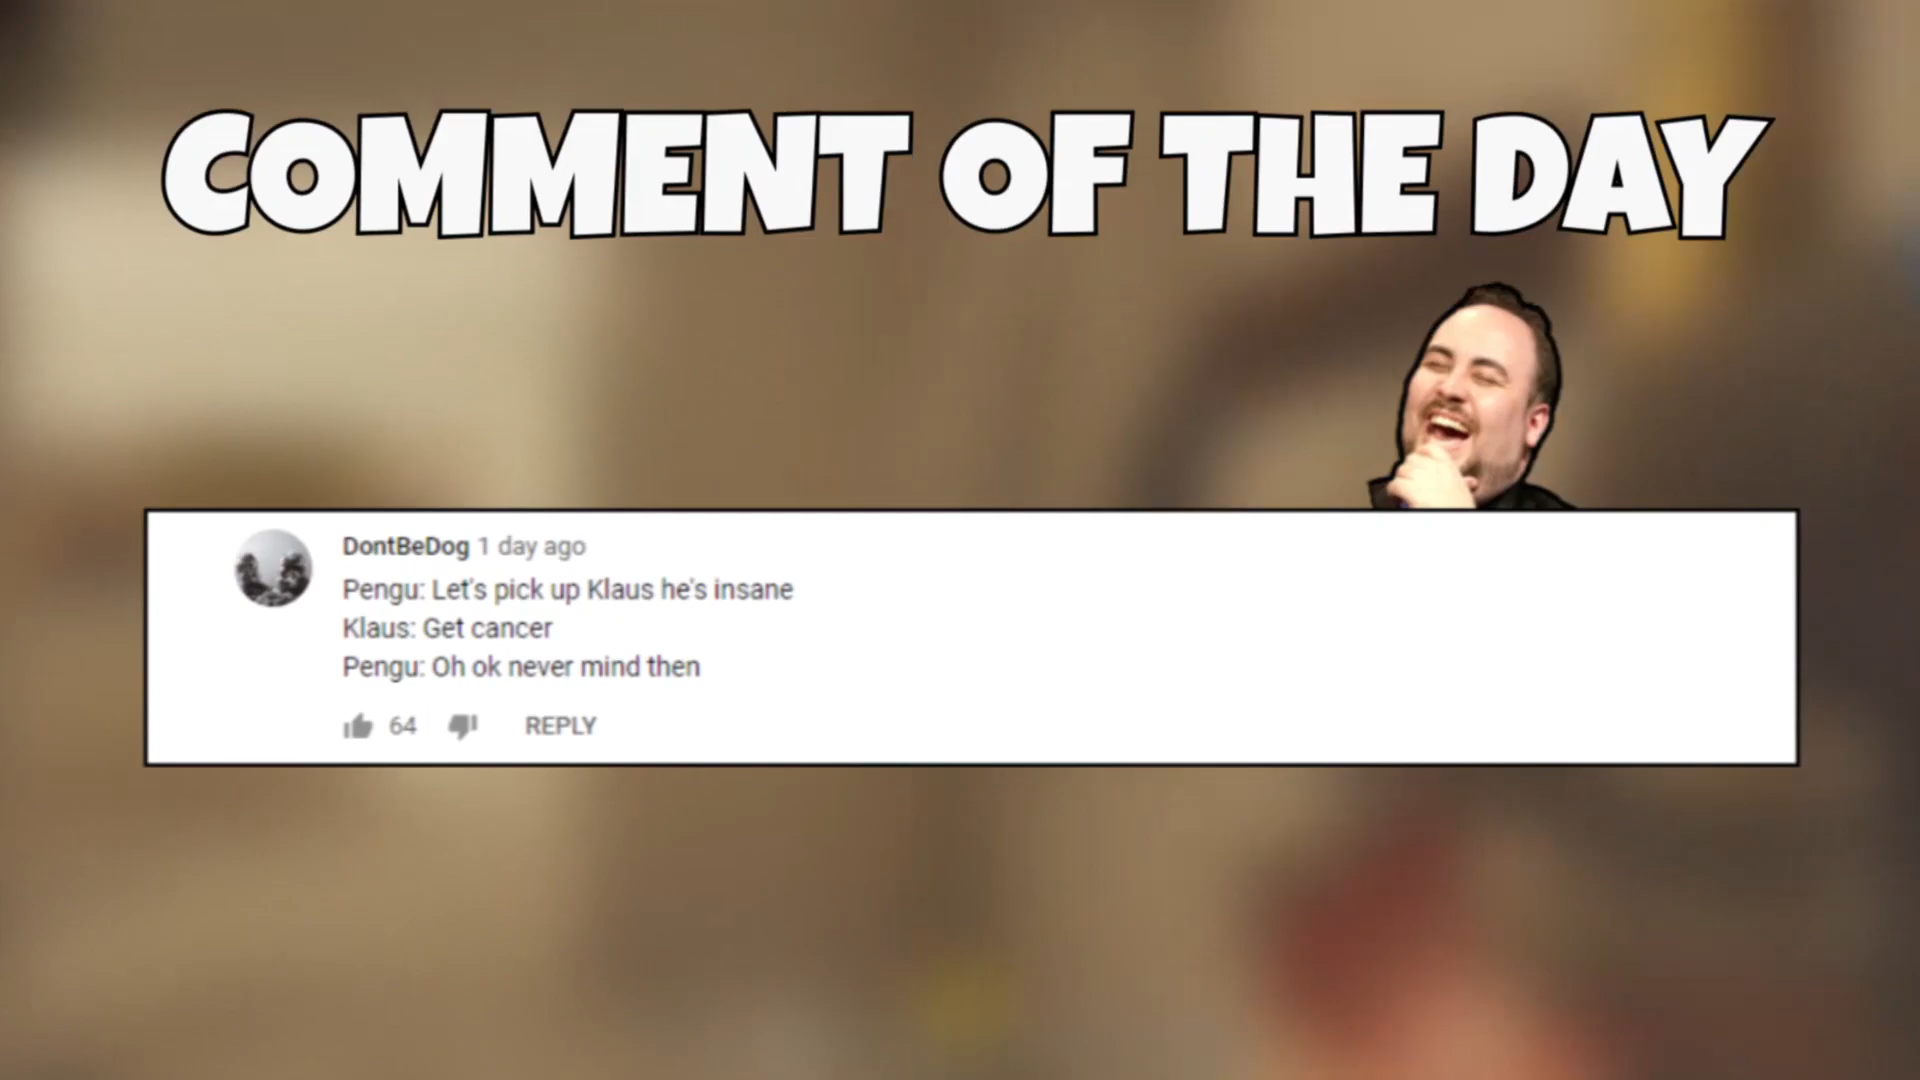 COMMENT OF THE DAY
DontBeDog 1 day ago
Pengu: Let's pick up Klaus he's insane
Klaus: Get cancer
Pengu: Oh ok never mind then
64 REPLY